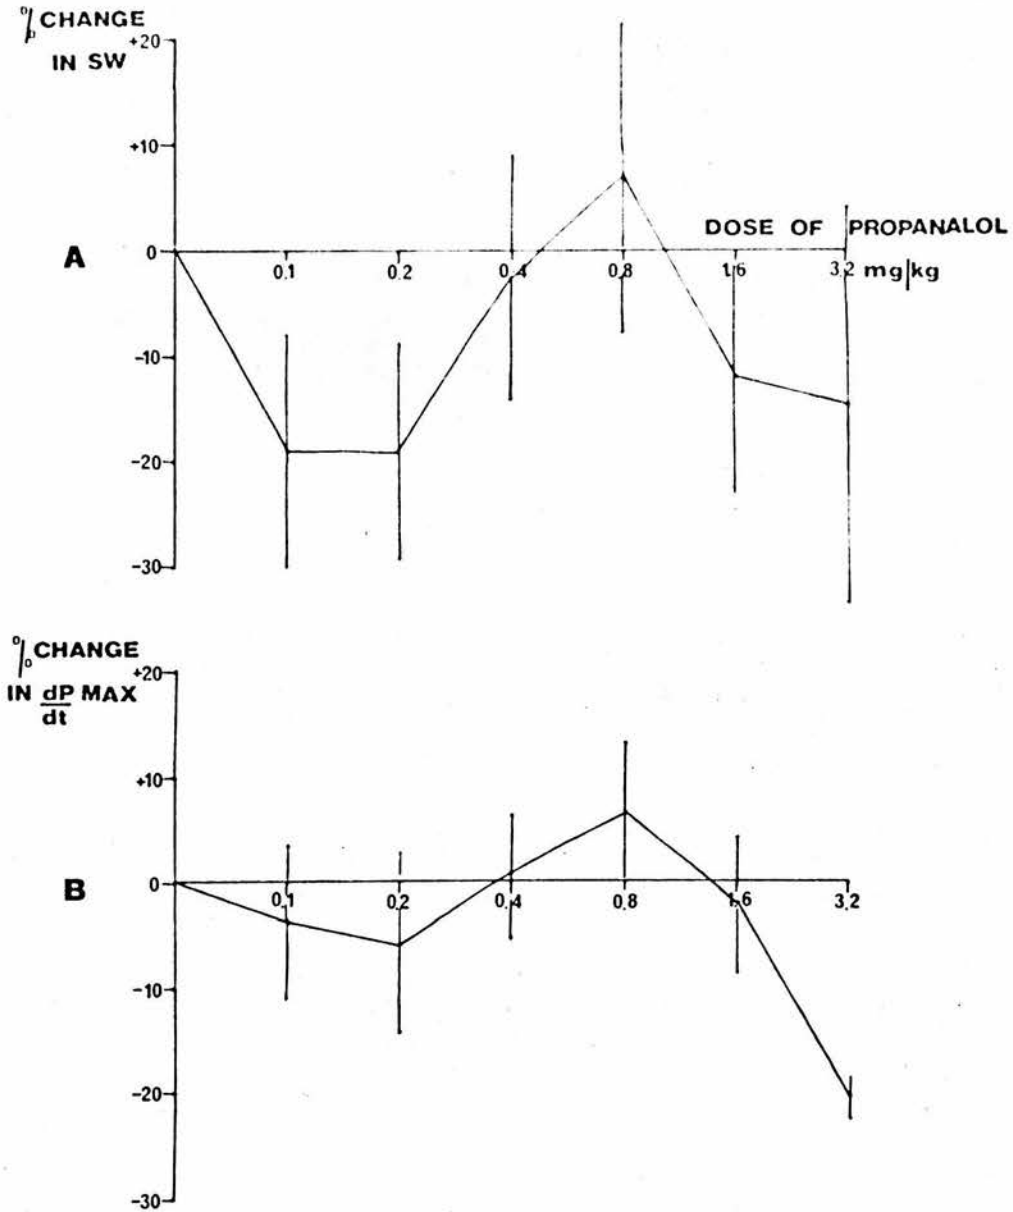 % CHANGE
IN SW
+20
+10
0
-10
-20
-30
A
DOSE OF PROPANALOL
0.1 0.2 0.4 0.8 1.6 3.2 mg/kg
% CHANGE
IN dP MAX
dt
+20
+10
0
-10
-20
-30
B
0.1 0.2 0.4 0.8 1.6 3.2